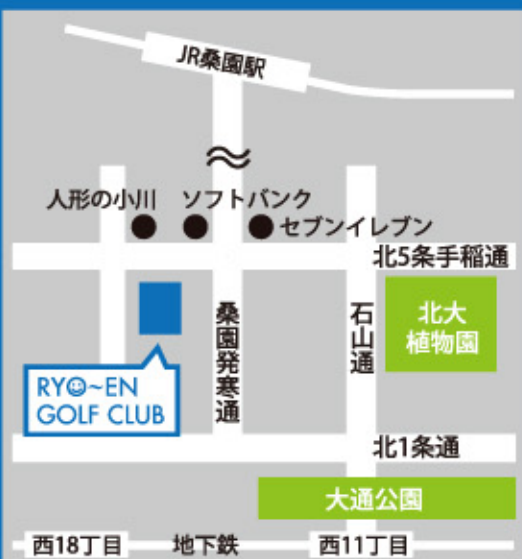 JR桑園駅
人形の小川
ソフトバンク
セブンイレブン
北5条手稲通
桑園発寒通
石山通
北大
植物園
RYO~EN
GOLF CLUB
北1条通
大通公園
西18丁目
地下鉄
西11丁目